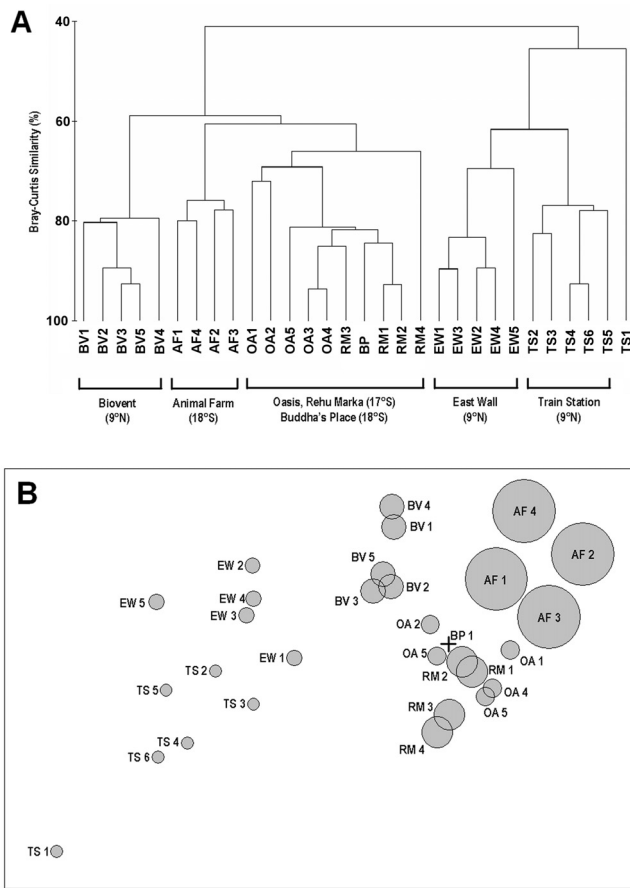 A
40
60
80
100
Bray-Curtis Similarity (%)
BV1 BV2 BV3 BV5 BV4 AF1 AF4 AF2 AF3 OA1 OA2 OA5 OA3 OA4 RM3 BP RM1 RM2 RM4 EW1 EW3 EW2 EW4 EW5 TS2 TS3 TS4 TS6 TS5 TS1
Biovent
(9°N)
Animal Farm
(18°S)
Oasis, Rehu Marka (17°S)
Buddha's Place (18°S)
East Wall
(9°N)
Train Station
(9°N)
B
BV 4
BV 1
AF 4
AF 2
EW 2
BV 5
AF 1
BV 2
EW 5
EW 4
BV 3
AF 3
EW 3
OA 2
BP 1
EW 1
OA 5
OA 1
TS 2
RM 2
RM 1
TS 5
OA 4
TS 3
OA 5
RM 3
TS 4
RM 4
TS 6
TS 1